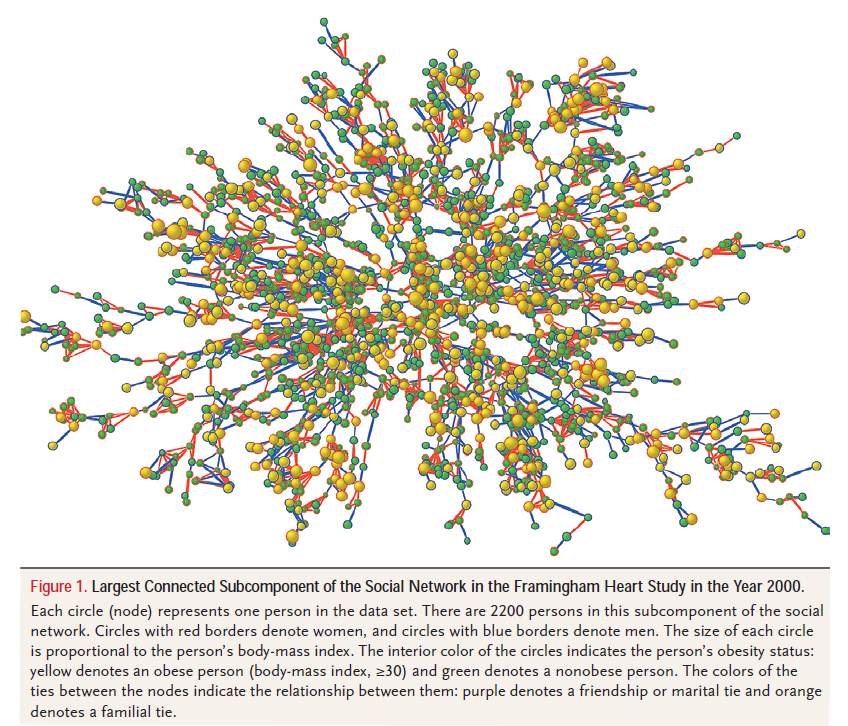 Figure 1. Largest Connected Subcomponent of the Social Network in the Framingham Heart Study in the Year 2000.
Each circle (node) represents one person in the data set. There are 2200 persons in this subcomponent of the social
network. Circles with red borders denote women, and circles with blue borders denote men. The size of each circle
is proportional to the person's body-mass index. The interior color of the circles indicates the person's obesity status:
yellow denotes an obese person (body-mass index, ≥30) and green denotes a nonobese person. The colors of the
ties between the nodes indicate the relationship between them: purple denotes a friendship or marital tie and orange
denotes a familial tie.